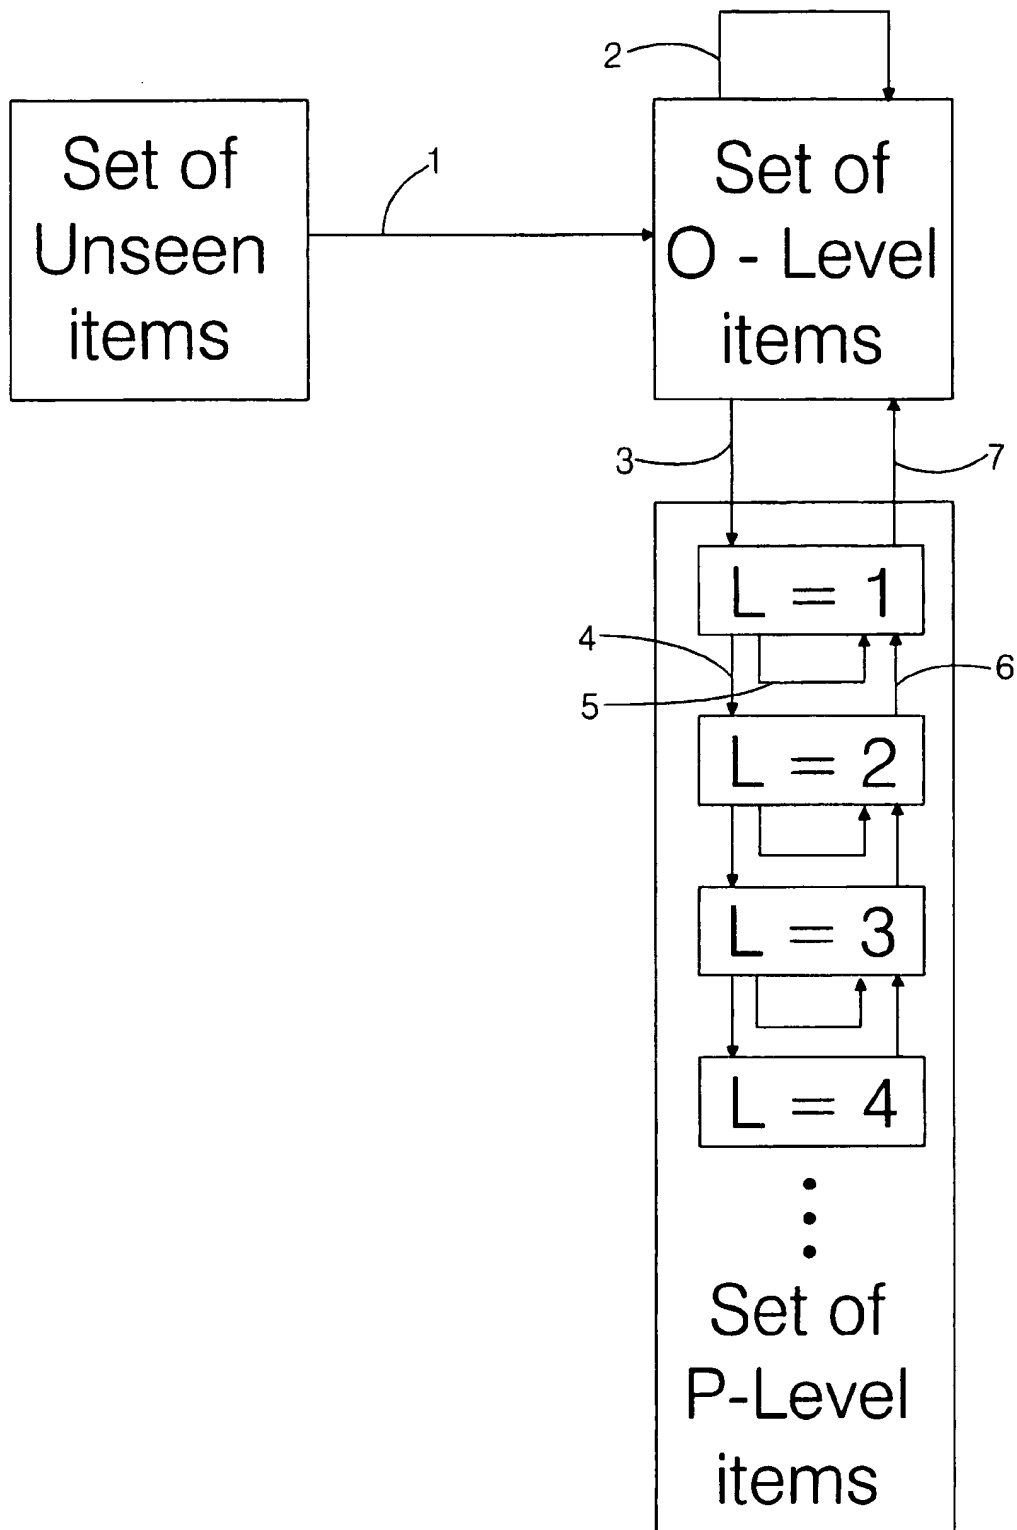 2
Set of
Unseen
items
1
Set of
O - Level
items
3
7
L = 1
4
5
6
L = 2
L = 3
L = 4
Set of
P-Level
items